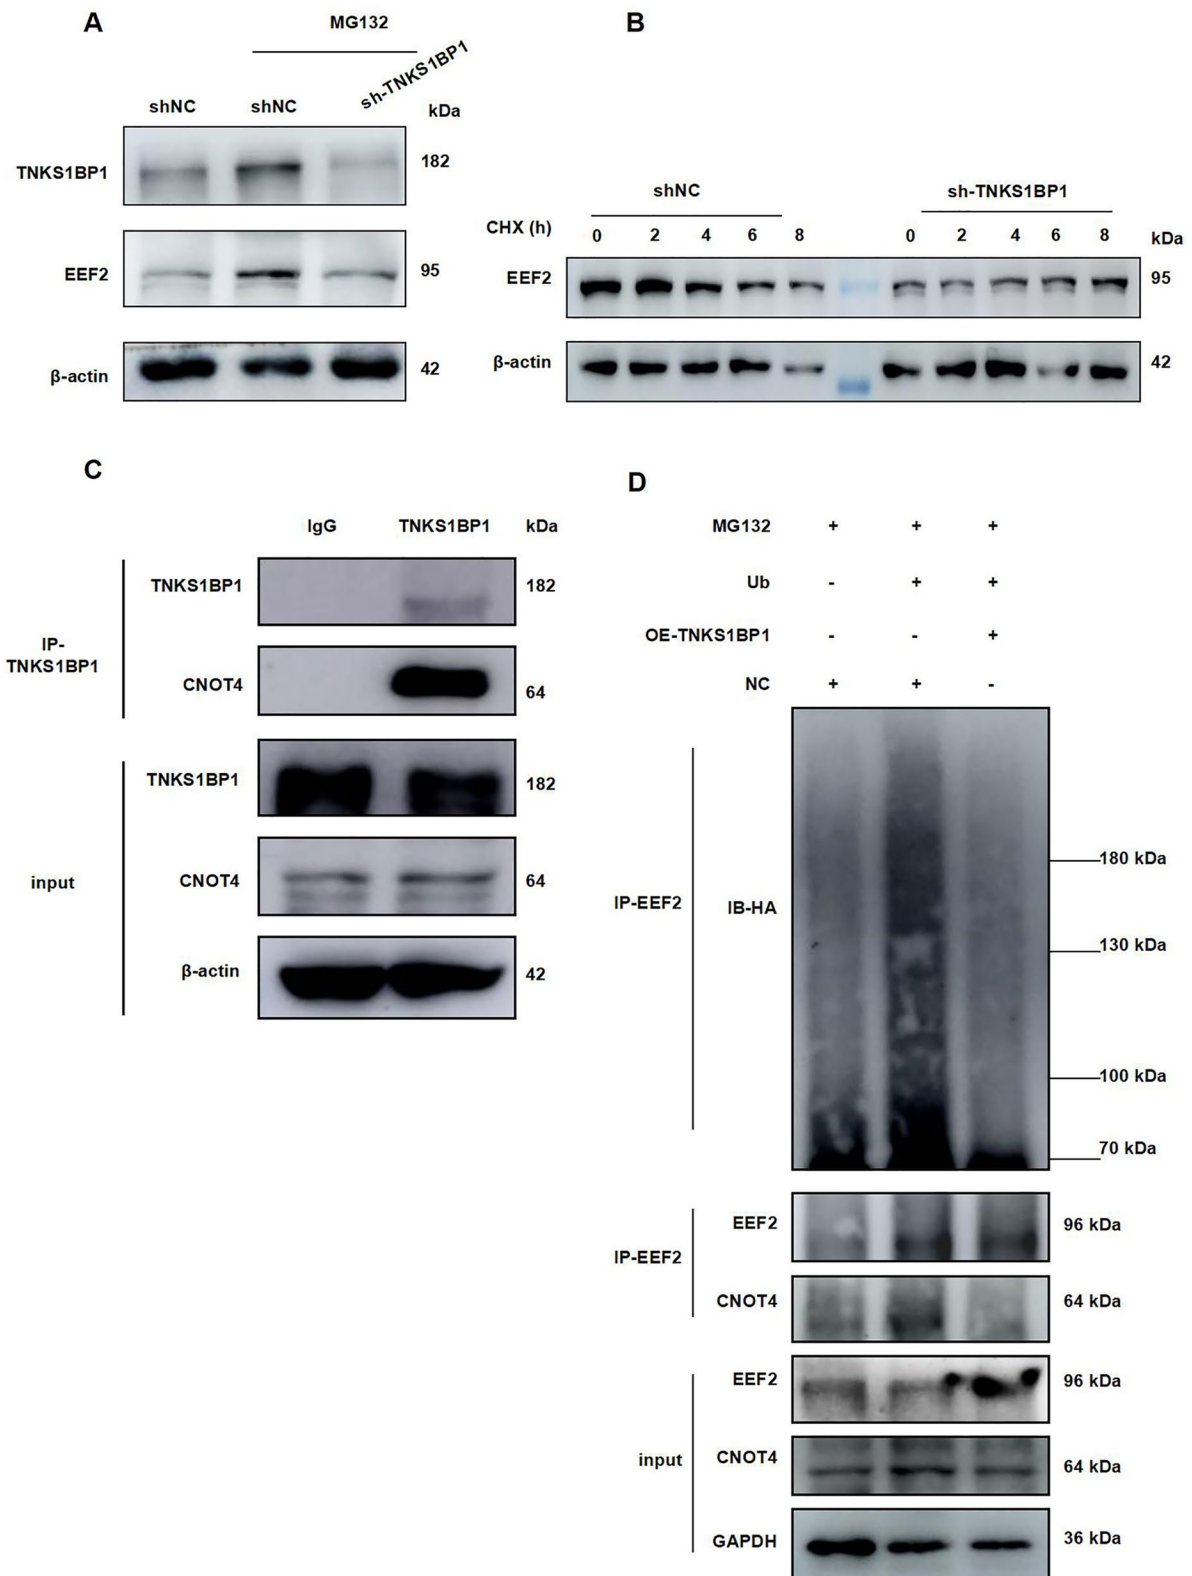 A
MG132
shNC
shNC
sh-TNKS1BP1
kDa
TNKS1BP1
182
EEF2
95
β-actin
42
B
shNC
sh-TNKS1BP1
CHX (h)
0
2
4
6
8
0
2
4
6
8
kDa
EEF2
95
β-actin
42
C
IgG
TNKS1BP1
kDa
IP-
TNKS1BP1
TNKS1BP1
182
CNOT4
64
input
TNKS1BP1
182
CNOT4
64
β-actin
42
D
MG132 + + +
Ub - + +
OE-TNKS1BP1 - - +
NC + + -
IP-EEF2
IB-HA
180 kDa
130 kDa
100 kDa
70 kDa
IP-EEF2
EEF2
96 kDa
CNOT4
64 kDa
input
EEF2
96 kDa
CNOT4
64 kDa
GAPDH
36 kDa